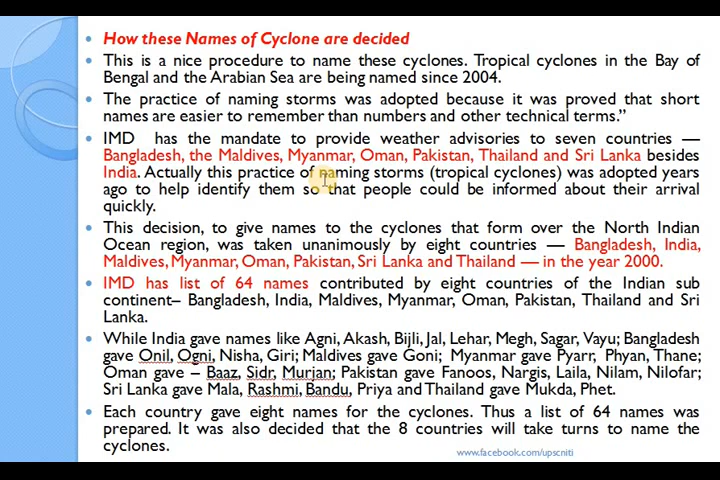 How these Names of Cyclone are decided
This is a nice procedure to name these cyclones. Tropical cyclones in the Bay of
Bengal and the Arabian Sea are being named since 2004.
The practice of naming storms was adopted because it was proved that short
names are easier to remember than numbers and other technical terms.”
IMD has the mandate to provide weather advisories to seven countries —
Bangladesh, the Maldives, Myanmar, Oman, Pakistan, Thailand and Sri Lanka besides
India. Actually this practice of naming storms (tropical cyclones) was adopted years
ago to help identify them so that people could be informed about their arrival
quickly.
This decision, to give names to the cyclones that form over the North Indian
Ocean region, was taken unanimously by eight countries — Bangladesh, India,
Maldives, Myanmar, Oman, Pakistan, Sri Lanka and Thailand — in the year 2000.
IMD has list of 64 names contributed by eight countries of the Indian sub
continent– Bangladesh, India, Maldives, Myanmar, Oman, Pakistan, Thailand and Sri
Lanka.
While India gave names like Agni, Akash, Bijli, Jal, Lehar, Megh, Sagar, Vayu; Bangladesh
gave Onil, Ogni, Nisha, Giri; Maldives gave Goni; Myanmar gave Pyarr, Phyan, Thane;
Oman gave – Baaz, Sidr, Murjan; Pakistan gave Fanoos, Nargis, Laila, Nilam, Nilofar;
Sri Lanka gave Mala, Rashmi, Bandu, Priya and Thailand gave Mukda, Phet.
Each country gave eight names for the cyclones. Thus a list of 64 names was
prepared. It was also decided that the 8 countries will take turns to name the
cyclones.
www.facebook.com/upscniti